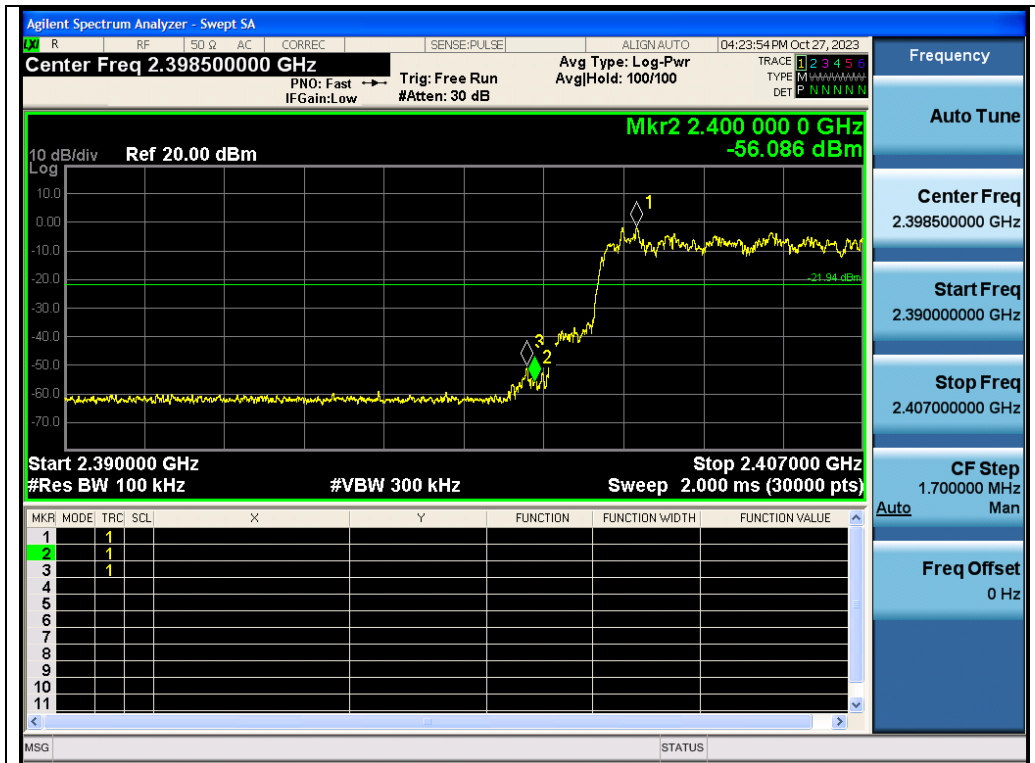 Agilent Spectrum Analyzer - Swept SA
LXI R RF 50 Ω AC CORREC SENSE:PULSE ALIGN AUTO 04:23:54 PM Oct 27, 2023
Center Freq 2.398500000 GHz
PNO: Fast
IFGain:Low
Trig: Free Run
#Atten: 30 dB
Avg Type: Log-Pwr
Avg|Hold: 100/100
TRACE 1 2 3 4 5 6
TYPE M WWWWW
DET P N N N N N
Mkr2 2.400 000 0 GHz
-56.086 dBm
10 dB/div Ref 20.00 dBm
Log
10.0
0.00
-10.0
-20.0
-30.0
-40.0
-50.0
-60.0
-70.0
1
-21.94 dBm
3
2
Start 2.390000 GHz Stop 2.407000 GHz
#Res BW 100 kHz #VBW 300 kHz Sweep 2.000 ms (30000 pts)
MKR MODE TRC SCL X Y FUNCTION FUNCTION WIDTH FUNCTION VALUE
1 1
2 1
3 1
4
5
6
7
8
9
10
11
MSG STATUS
Frequency
Auto Tune
Center Freq
2.398500000 GHz
Start Freq
2.390000000 GHz
Stop Freq
2.407000000 GHz
CF Step
1.700000 MHz
Auto Man
Freq Offset
0 Hz